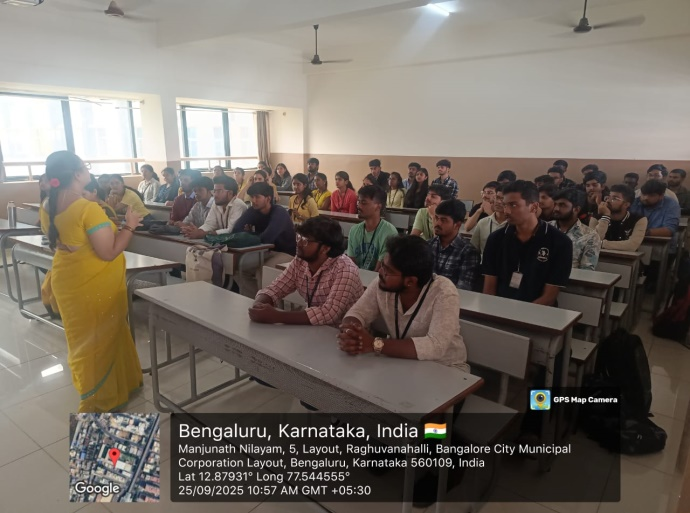 GPS Map Camera
Bengaluru, Karnataka, India
Manjunath Nilayam, 5, Layout, Raghuvanahalli, Bangalore City Municipal
Corporation Layout, Bengaluru, Karnataka 560109, India
Lat 12.87931° Long 77.544555°
25/09/2025 10:57 AM GMT +05:30
Google